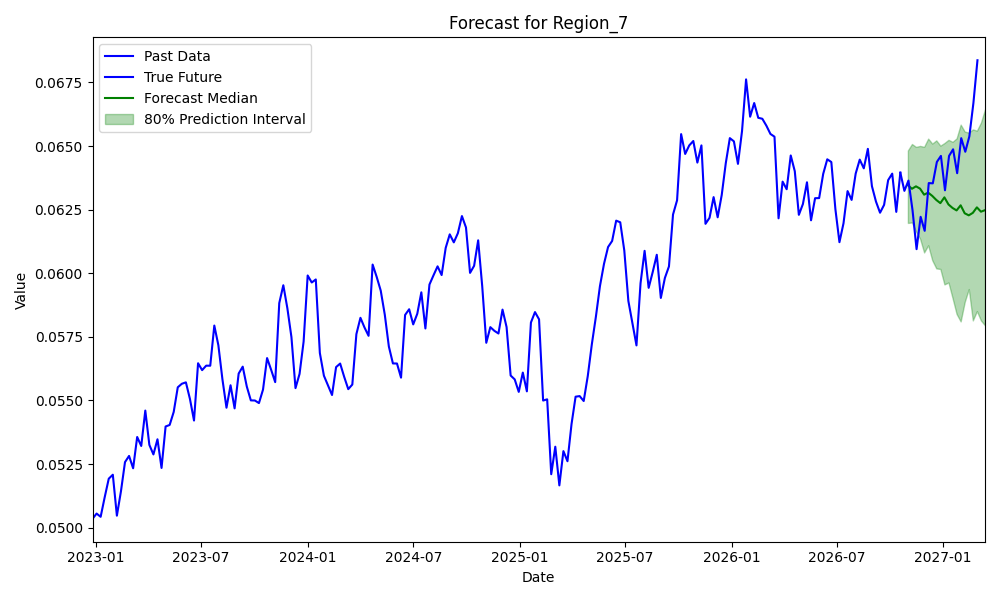 Forecast for Region_7
Past Data
True Future
Forecast Median
80% Prediction Interval
Value
0.0675
0.0650
0.0625
0.0600
0.0575
0.0550
0.0525
0.0500
2023-01
2023-07
2024-01
2024-07
2025-01
2025-07
2026-01
2026-07
2027-01
Date